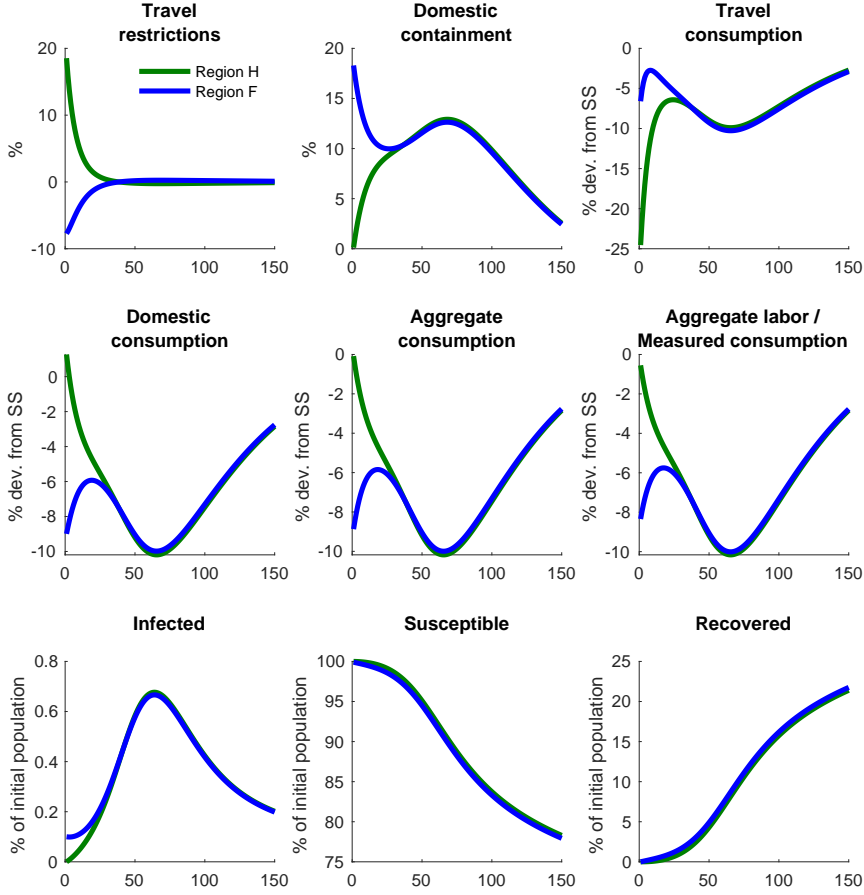 Travel
restrictions
Domestic
containment
Travel
consumption
20
10
0
-10
%
0 50 100 150
Region H
Region F
20
15
10
5
0
%
0 50 100 150
0
-5
-10
-15
-20
-25
% dev. from SS
0 50 100 150
Domestic
consumption
Aggregate
consumption
Aggregate labor /
Measured consumption
0
-2
-4
-6
-8
-10
% dev. from SS
0 50 100 150
0
-2
-4
-6
-8
-10
% dev. from SS
0 50 100 150
0
-2
-4
-6
-8
-10
% dev. from SS
0 50 100 150
Infected
Susceptible
Recovered
0.8
0.6
0.4
0.2
0
% of initial population
0 50 100 150
100
95
90
85
80
75
% of initial population
0 50 100 150
25
20
15
10
5
0
% of initial population
0 50 100 150